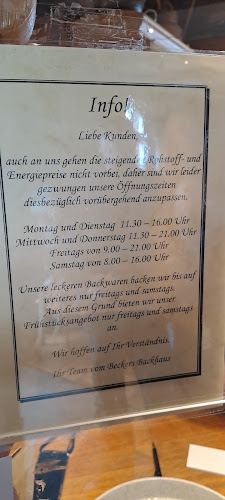 Info!
Liebe Kunden,
auch an uns gehen die steigenden Rohstoff- und
Energiepreise nicht vorbei, daher sind wir leider
gezwungen unsere Öffnungszeiten
diesbezüglich vorübergehend anzupassen.
Montag und Dienstag 11.30 – 16.00 Uhr
Mittwoch und Donnerstag 11.30 – 21.00 Uhr
Freitags von 9.00 – 21.00 Uhr
Samstag von 8.00 – 16.00 Uhr
Unsere leckeren Backwaren backen wir bis auf
weiteres nur freitags und samstags.
Aus diesem Grund bieten wir unser
Frühstücksangebot nur freitags und samstags
an.
Wir hoffen auf Ihr Verständnis.
Ihr Team vom Beckers Backhaus